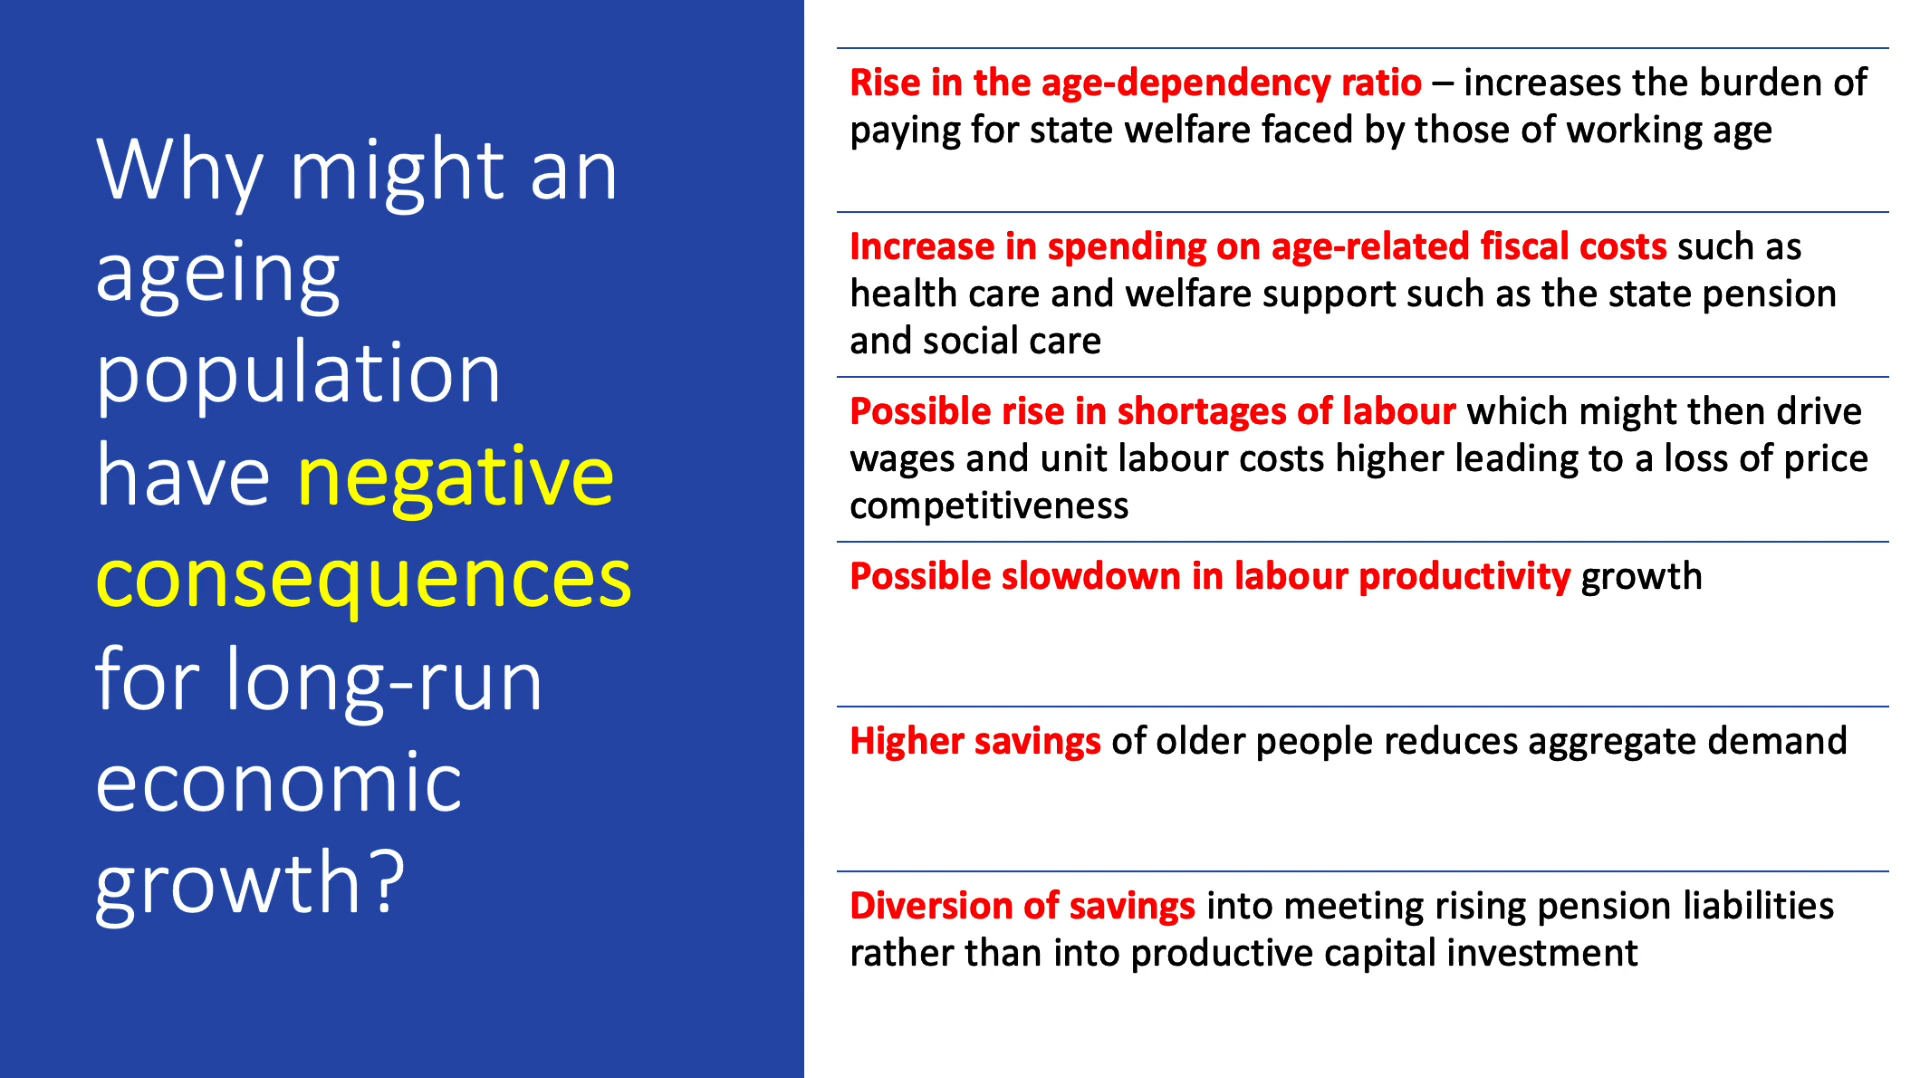 Why might an
ageing
population
have negative
consequences
for long-run
economic
growth?
Rise in the age-dependency ratio – increases the burden of
paying for state welfare faced by those of working age
Increase in spending on age-related fiscal costs such as
health care and welfare support such as the state pension
and social care
Possible rise in shortages of labour which might then drive
wages and unit labour costs higher leading to a loss of price
competitiveness
Possible slowdown in labour productivity growth
Higher savings of older people reduces aggregate demand
Diversion of savings into meeting rising pension liabilities
rather than into productive capital investment